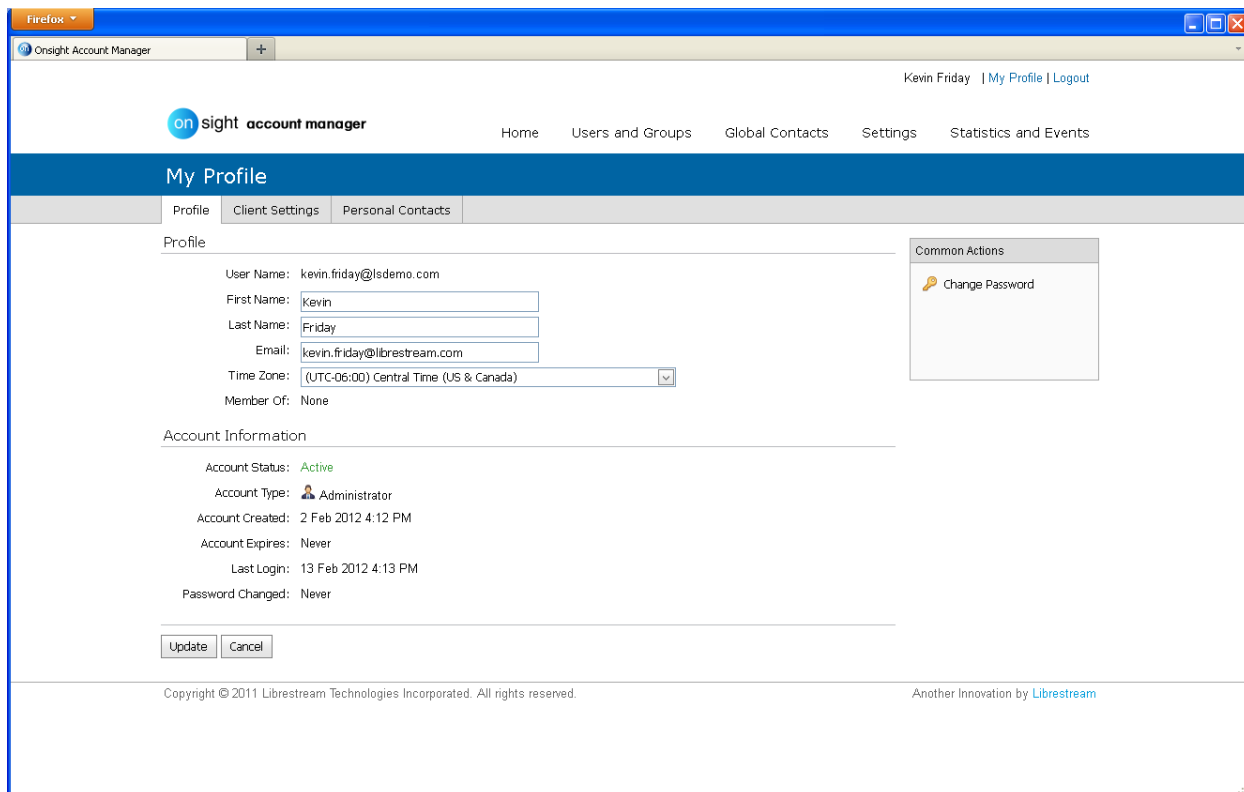 Firefox
Onsight Account Manager
Kevin Friday | My Profile | Logout
on sight account manager
Home Users and Groups Global Contacts Settings Statistics and Events
My Profile
Profile Client Settings Personal Contacts
Profile
Common Actions
User Name: kevin.friday@lsdemo.com
Change Password
First Name: Kevin
Last Name: Friday
Email: kevin.friday@librestream.com
Time Zone: (UTC-06:00) Central Time (US & Canada)
Member Of: None
Account Information
Account Status: Active
Account Type: Administrator
Account Created: 2 Feb 2012 4:12 PM
Account Expires: Never
Last Login: 13 Feb 2012 4:13 PM
Password Changed: Never
Update Cancel
Copyright © 2011 Librestream Technologies Incorporated. All rights reserved. Another Innovation by Librestream